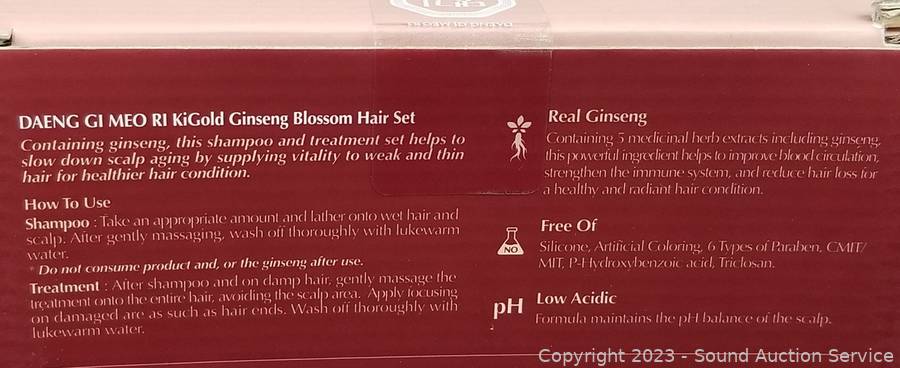 DAENG GI MEO RI
DAENG GI MEO RI KiGold Ginseng Blossom Hair Set
Containing ginseng, this shampoo and treatment set helps to
slow down scalp aging by supplying vitality to weak and thin
hair for healthier hair condition.
How To Use
Shampoo : Take an appropriate amount and lather onto wet hair and
scalp. After gently massaging, wash off thoroughly with lukewarm
water.
* Do not consume product and, or the ginseng after use.
Treatment : After shampoo and on damp hair, gently massage the
treatment onto the entire hair, avoiding the scalp area. Apply focusing
on damaged are as such as hair ends. Wash off thoroughly with
lukewarm water.
Real Ginseng
Containing 5 medicinal herb extracts including ginseng,
this powerful ingredient helps to improve blood circulation,
strengthen the immune system, and reduce hair loss for
a healthy and radiant hair condition.
NO
Free Of
Silicone, Artificial Coloring, 6 Types of Paraben, CMIT/
MIT, P-Hydroxybenzoic acid, Triclosan.
pH
Low Acidic
Formula maintains the pH balance of the scalp.
Copyright 2023 - Sound Auction Service